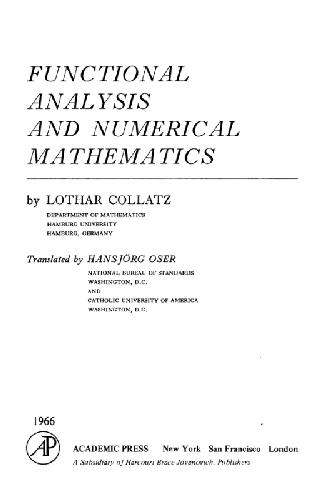 FUNCTIONAL
ANALYSIS
AND NUMERICAL
MATHEMATICS
by LOTHAR COLLATZ
DEPARTMENT OF MATHEMATICS
HAMBURG UNIVERSITY
HAMBURG, GERMANY
Translated by HANSJÖRG OSER
NATIONAL BUREAU OF STANDARDS
WASHINGTON, D.C.
AND
CATHOLIC UNIVERSITY OF AMERICA
WASHINGTON, D.C.
1966
AP
ACADEMIC PRESS New York San Francisco London
A Subsidiary of Harcourt Brace Jovanovich, Publishers